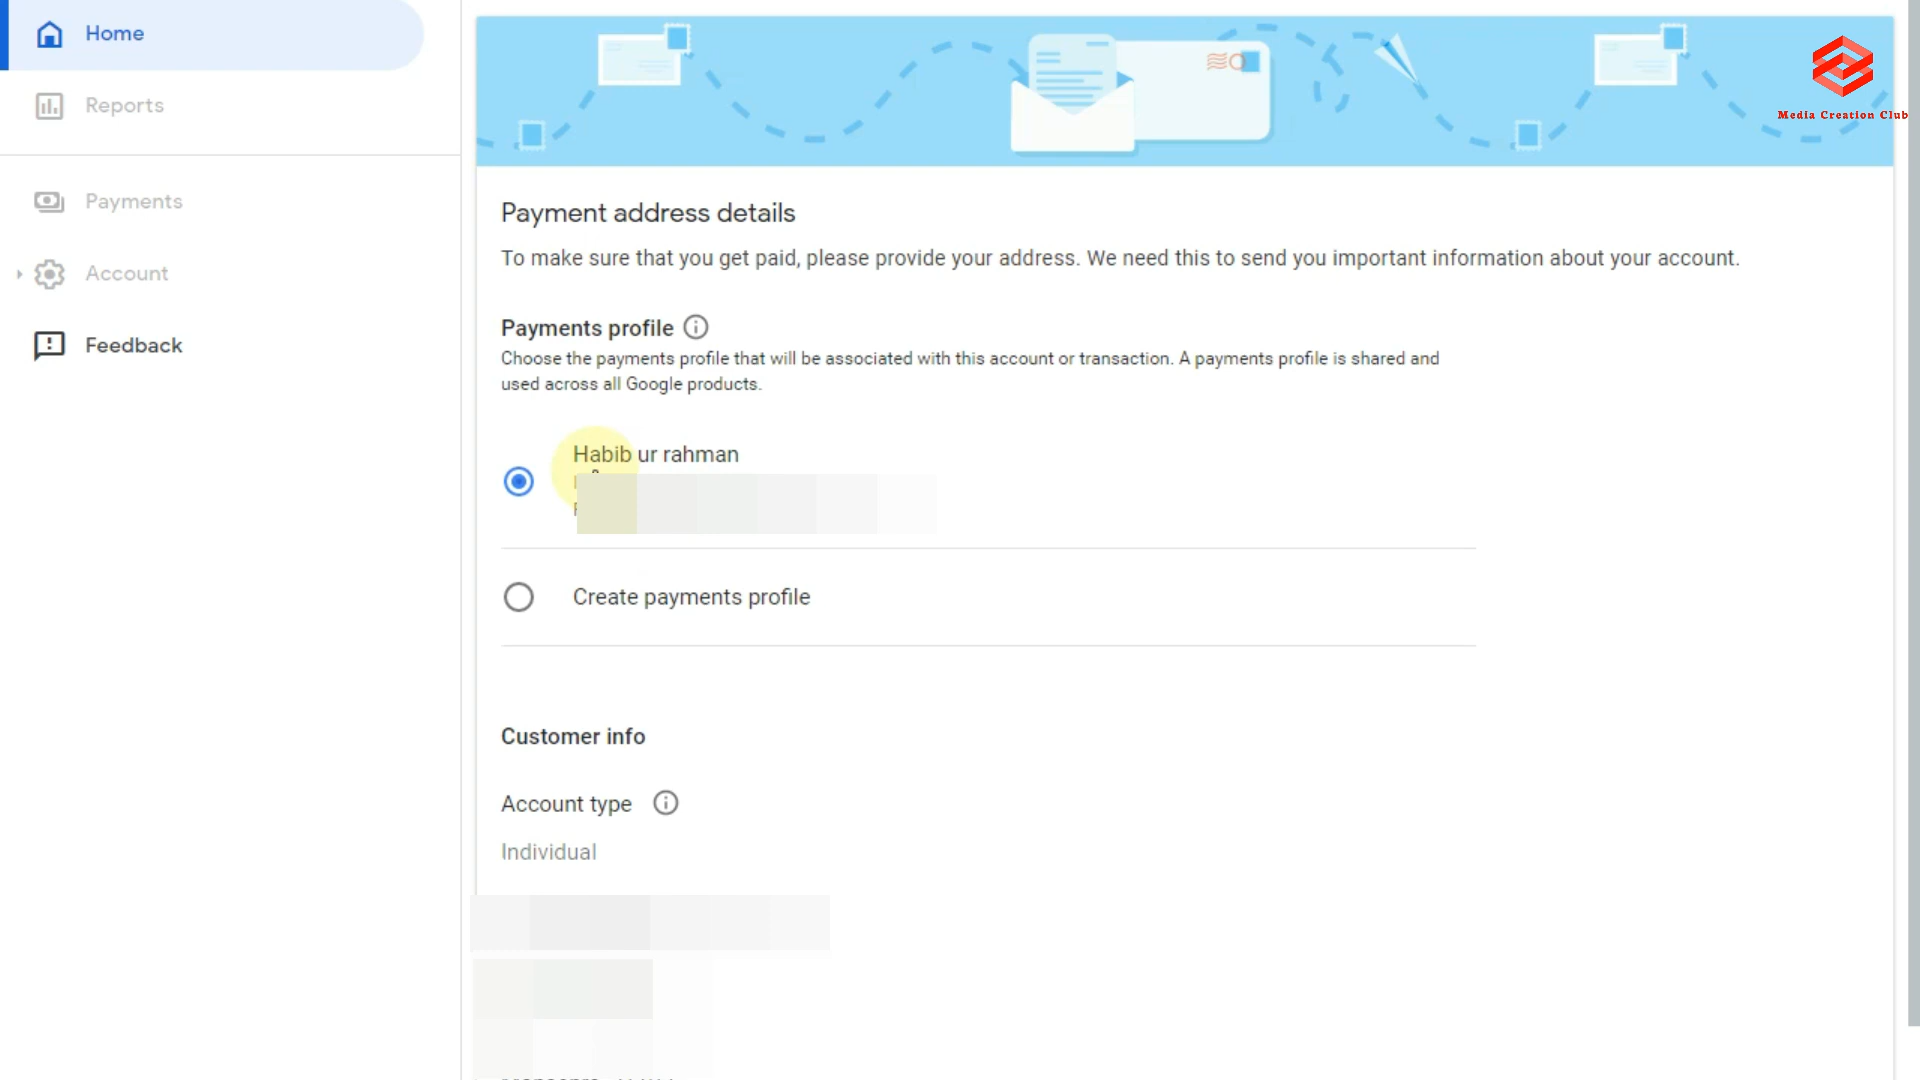 Home
Reports
Payments
Account
Feedback
Media Creation Club
Payment address details
To make sure that you get paid, please provide your address. We need this to send you important information about your account.
Payments profile
Choose the payments profile that will be associated with this account or transaction. A payments profile is shared and
used across all Google products.
Habib ur rahman
Create payments profile
Customer info
Account type
Individual